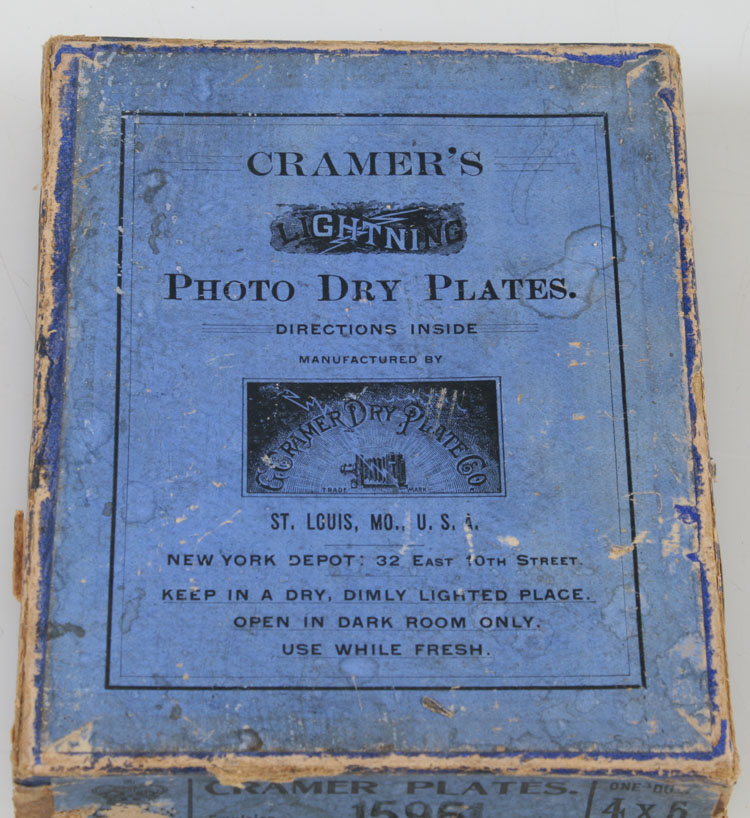 CRAMER'S
LIGHTNING
PHOTO DRY PLATES.
DIRECTIONS INSIDE
MANUFACTURED BY
G. CRAMER DRY PLATE CO.
TRADE MARK
ST. LOUIS, MO., U. S. A.
NEW YORK DEPOT: 32 EAST 10TH STREET.
KEEP IN A DRY, DIMLY LIGHTED PLACE.
OPEN IN DARK ROOM ONLY.
USE WHILE FRESH.
CRAMER PLATES.
15961
ONE
4 X 5